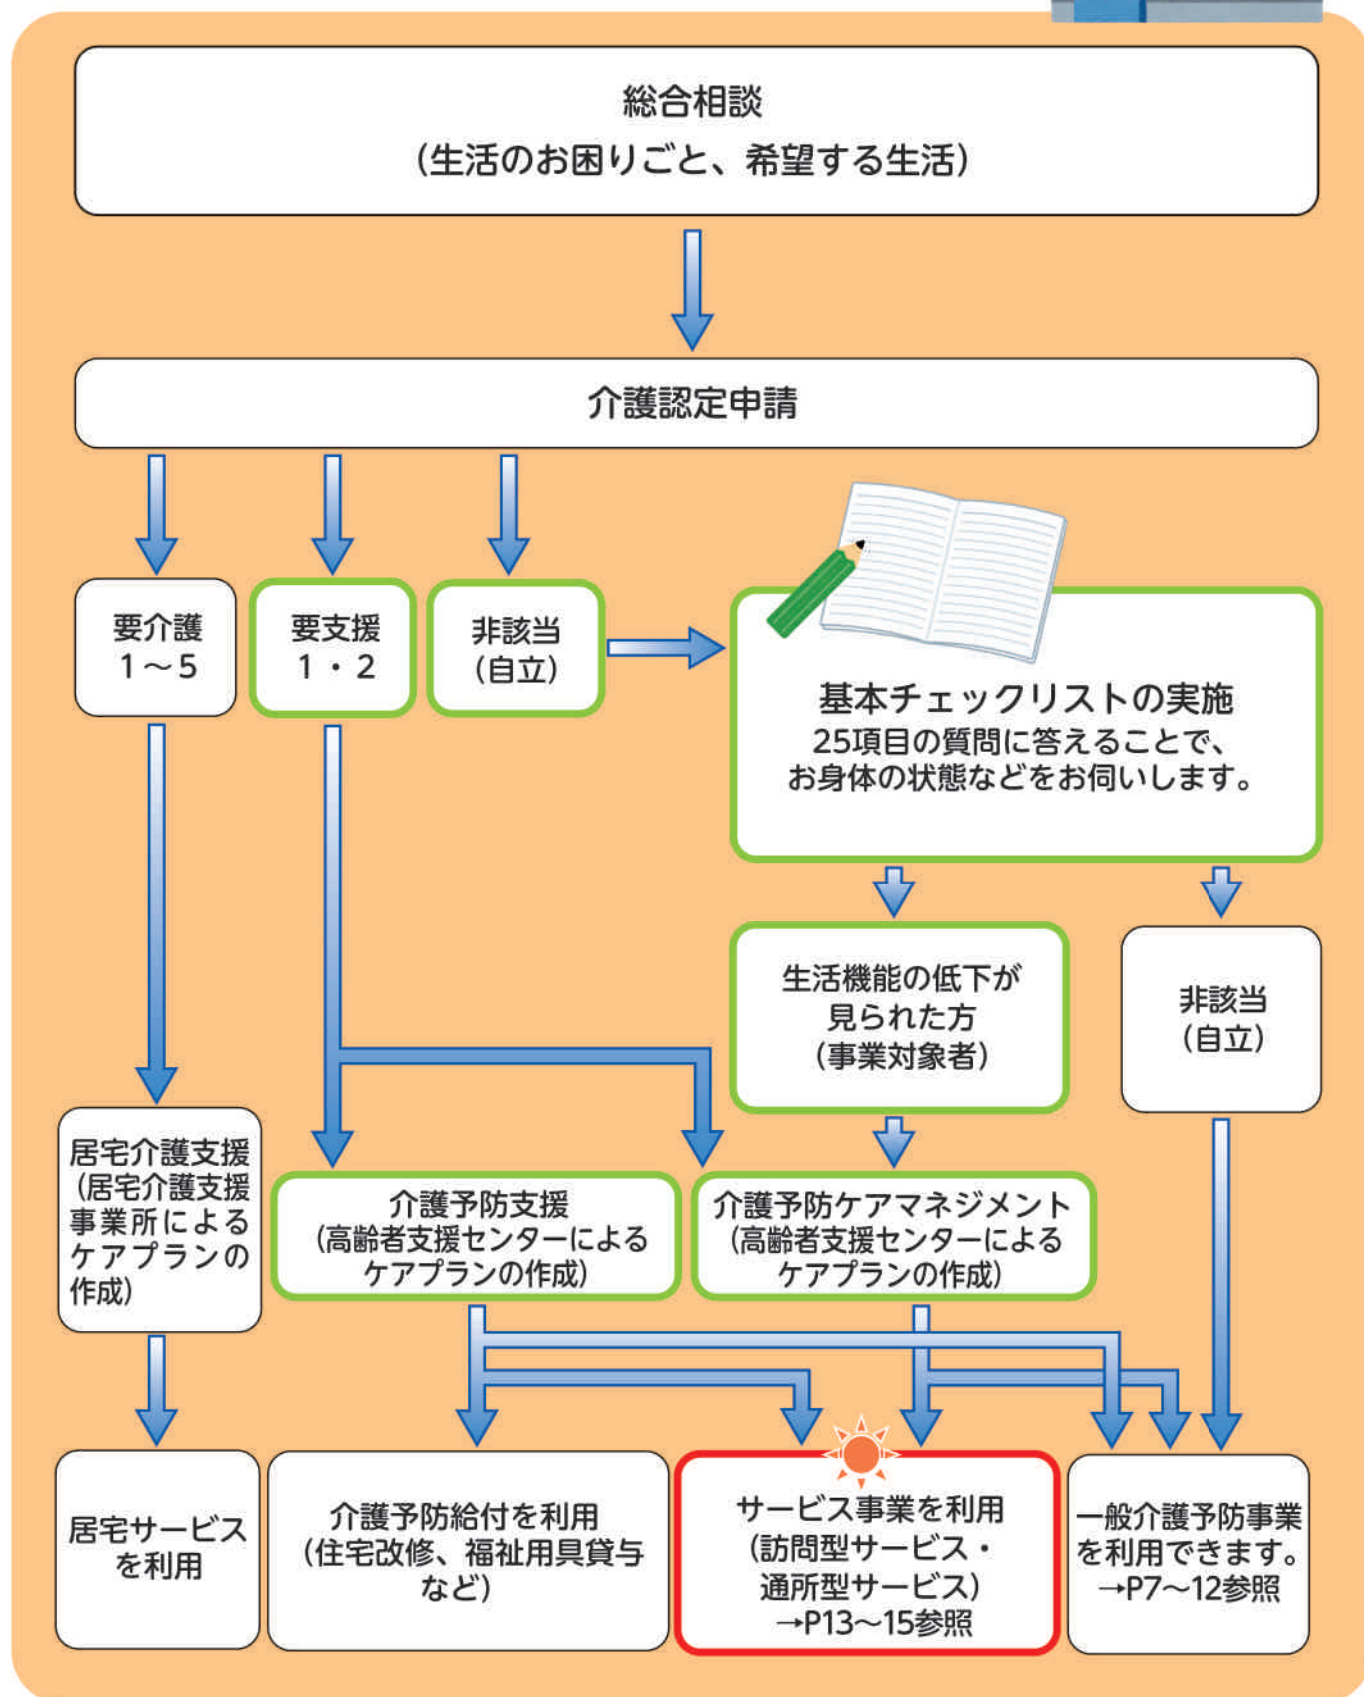 総合相談
（生活のお困りごと、希望する生活）
介護認定申請
要介護
1～5
要支援
1・2
非該当
（自立）
基本チェックリストの実施
25項目の質問に答えることで、
お身体の状態などをお伺いします。
生活機能の低下が
見られた方
（事業対象者）
非該当
（自立）
居宅介護支援
（居宅介護支援
事業所による
ケアプランの
作成）
介護予防支援
（高齢者支援センターによる
ケアプランの作成）
介護予防ケアマネジメント
（高齢者支援センターによる
ケアプランの作成）
居宅サービス
を利用
介護予防給付を利用
（住宅改修、福祉用具貸与
など）
サービス事業を利用
（訪問型サービス・
通所型サービス）
→P13～15参照
一般介護予防事業
を利用できます。
→P7～12参照